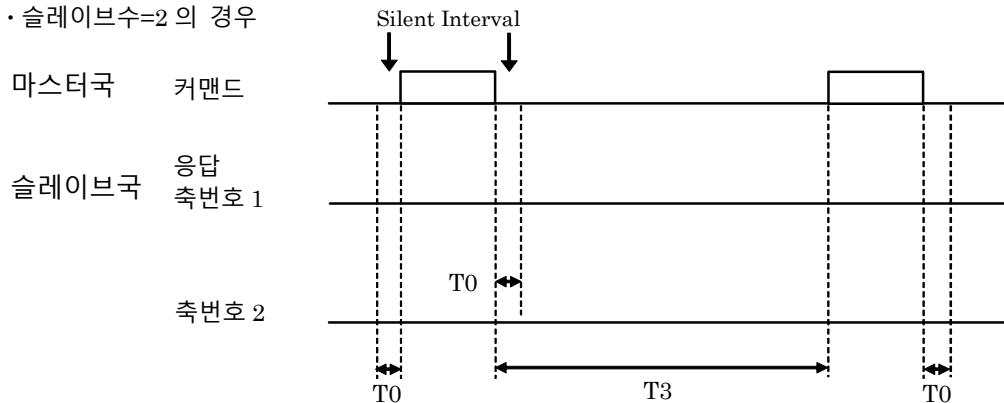 ・슬레이브수=2 의 경우
Silent Interval
마스터국 커맨드
슬레이브국 응답
축번호 1
T0
축번호 2
T0 T3 T0